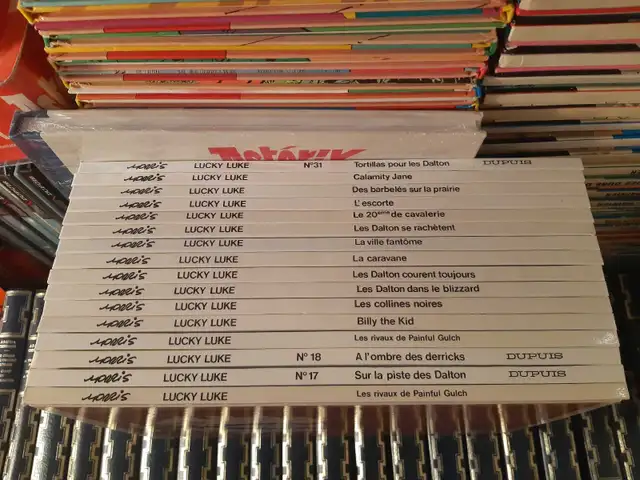 Astérix
Morris LUCKY LUKE N°31 Tortillas pour les Dalton DUPUIS
Morris LUCKY LUKE Calamity Jane
Morris LUCKY LUKE Des barbelés sur la prairie
Morris LUCKY LUKE L'escorte
Morris LUCKY LUKE Le 20ème de cavalerie
Morris LUCKY LUKE Les Dalton se rachètent
Morris LUCKY LUKE La ville fantôme
Morris LUCKY LUKE La caravane
Morris LUCKY LUKE Les Dalton courent toujours
Morris LUCKY LUKE Les Dalton dans le blizzard
Morris LUCKY LUKE Les collines noires
Morris LUCKY LUKE Billy the Kid
Morris LUCKY LUKE Les rivaux de Painful Gulch
Morris LUCKY LUKE N° 18 A l'ombre des derricks DUPUIS
Morris LUCKY LUKE N° 17 Sur la piste des Dalton DUPUIS
Morris LUCKY LUKE Les rivaux de Painful Gulch